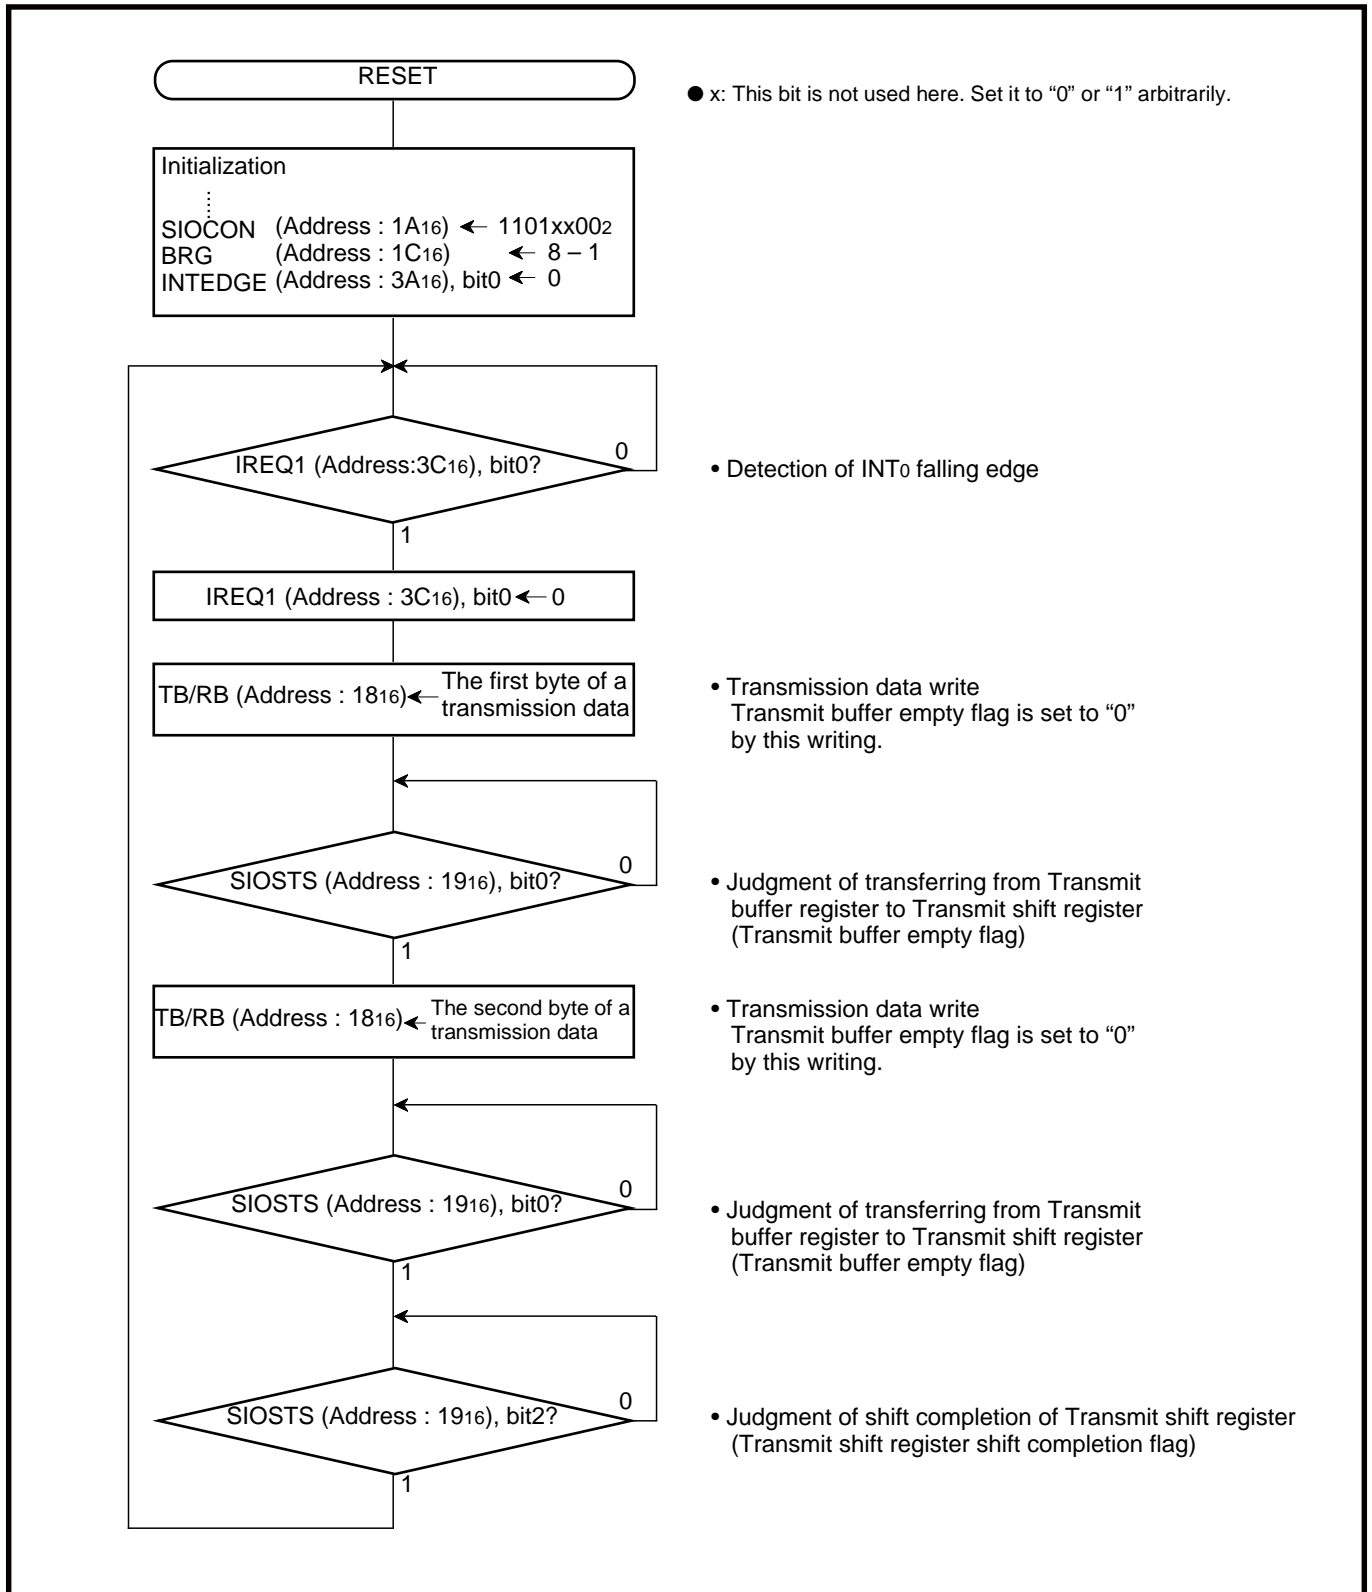 RESET
● x: This bit is not used here. Set it to “0” or “1” arbitrarily.
Initialization
SIOCON (Address : 1A16) ← 1101xx002
BRG (Address : 1C16) ← 8 – 1
INTEDGE (Address : 3A16), bit0 ← 0
IREQ1 (Address:3C16), bit0?
0
• Detection of INT0 falling edge
1
IREQ1 (Address : 3C16), bit0 ← 0
TB/RB (Address : 1816) ← The first byte of a
transmission data
• Transmission data write
Transmit buffer empty flag is set to “0”
by this writing.
SIOSTS (Address : 1916), bit0?
0
• Judgment of transferring from Transmit
buffer register to Transmit shift register
(Transmit buffer empty flag)
1
TB/RB (Address : 1816) ← The second byte of a
transmission data
• Transmission data write
Transmit buffer empty flag is set to “0”
by this writing.
SIOSTS (Address : 1916), bit0?
0
• Judgment of transferring from Transmit
buffer register to Transmit shift register
(Transmit buffer empty flag)
1
SIOSTS (Address : 1916), bit2?
0
• Judgment of shift completion of Transmit shift register
(Transmit shift register shift completion flag)
1